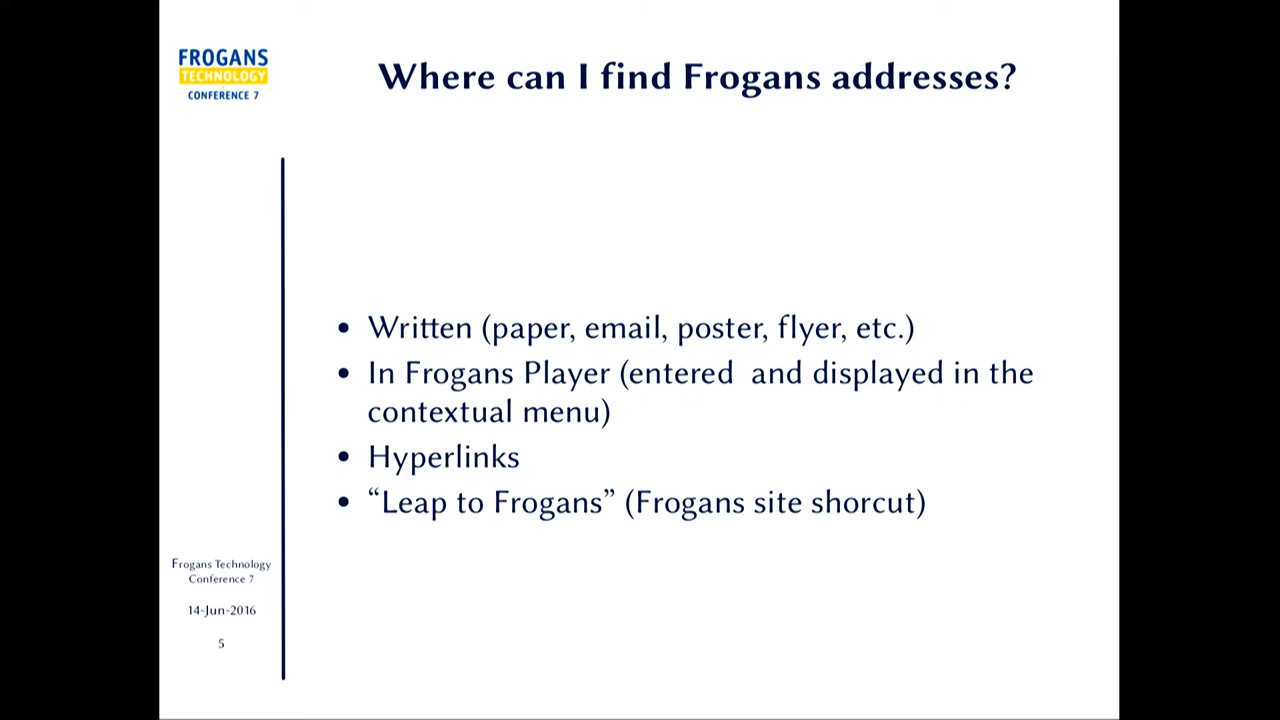 FROGANS
TECHNOLOGY
CONFERENCE 7
Where can I find Frogans addresses?
• Written (paper, email, poster, flyer, etc.)
• In Frogans Player (entered  and displayed in the
contextual menu)
• Hyperlinks
• “Leap to Frogans” (Frogans site shorcut)
Frogans Technology
Conference 7
14-Jun-2016
5